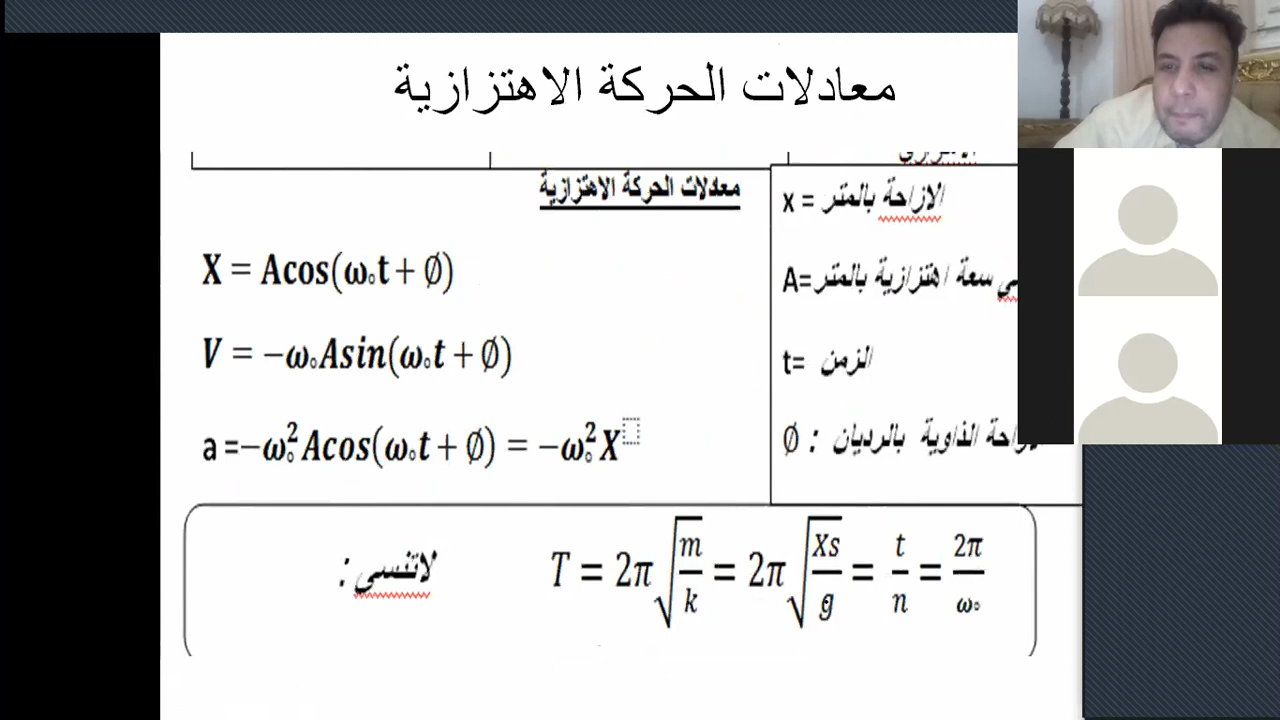 معادلات الحركة الاهتزازية
معادلات الحركة الاهتزازية
X = Acos(ω₀t + ∅)
V = −ω₀Asin(ω₀t + ∅)
a =−ω₀²Acos(ω₀t + ∅) = −ω₀²X
x = الازاحة بالمتر
A= سعة اهتزازية بالمتر
t= الزمن
∅ : الذاوية بالرديان
لاتنسى :
T = 2π√(m/k) = 2π√(Xs/g) = t/n = 2π/ω₀